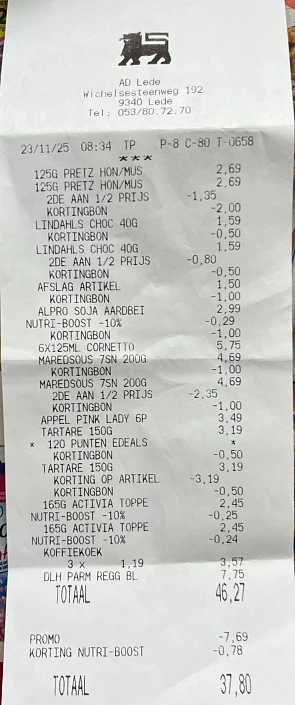 AD Lede
Wichelsesteenweg 192
9340 Lede
Tel: 053/80.72.70
23/11/25 08:34 TP P-8 C-80 T-0658
***
125G PRETZ HON/MUS 2,69
125G PRETZ HON/MUS 2,69
2DE AAN 1/2 PRIJS -1,35
KORTINGBON -2,00
LINDAHLS CHOC 40G 1,59
KORTINGBON -0,50
LINDAHLS CHOC 40G 1,59
2DE AAN 1/2 PRIJS -0,80
KORTINGBON -0,50
AFSLAG ARTIKEL 1,50
KORTINGBON -1,00
ALPRO SOJA AARDBEI 2,99
NUTRI-BOOST -10% -0,29
KORTINGBON -1,00
6X125ML CORNETTO 5,75
MAREDSOUS 7SN 200G 4,69
KORTINGBON -1,00
MAREDSOUS 7SN 200G 4,69
2DE AAN 1/2 PRIJS -2,35
KORTINGBON -1,00
APPEL PINK LADY 6P 3,49
TARTARE 150G 3,19
* 120 PUNTEN EDEALS *
KORTINGBON -0,50
TARTARE 150G 3,19
KORTING OP ARTIKEL -3,19
KORTINGBON -0,50
165G ACTIVIA TOPPE 2,45
NUTRI-BOOST -10% -0,25
165G ACTIVIA TOPPE 2,45
NUTRI-BOOST -10% -0,24
KOFFIEKOEK
3 x 1,19 3,57
DLH PARM REGG BL 7,75
TOTAAL 46,27
PROMO -7,69
KORTING NUTRI-BOOST -0,78
TOTAAL 37,80